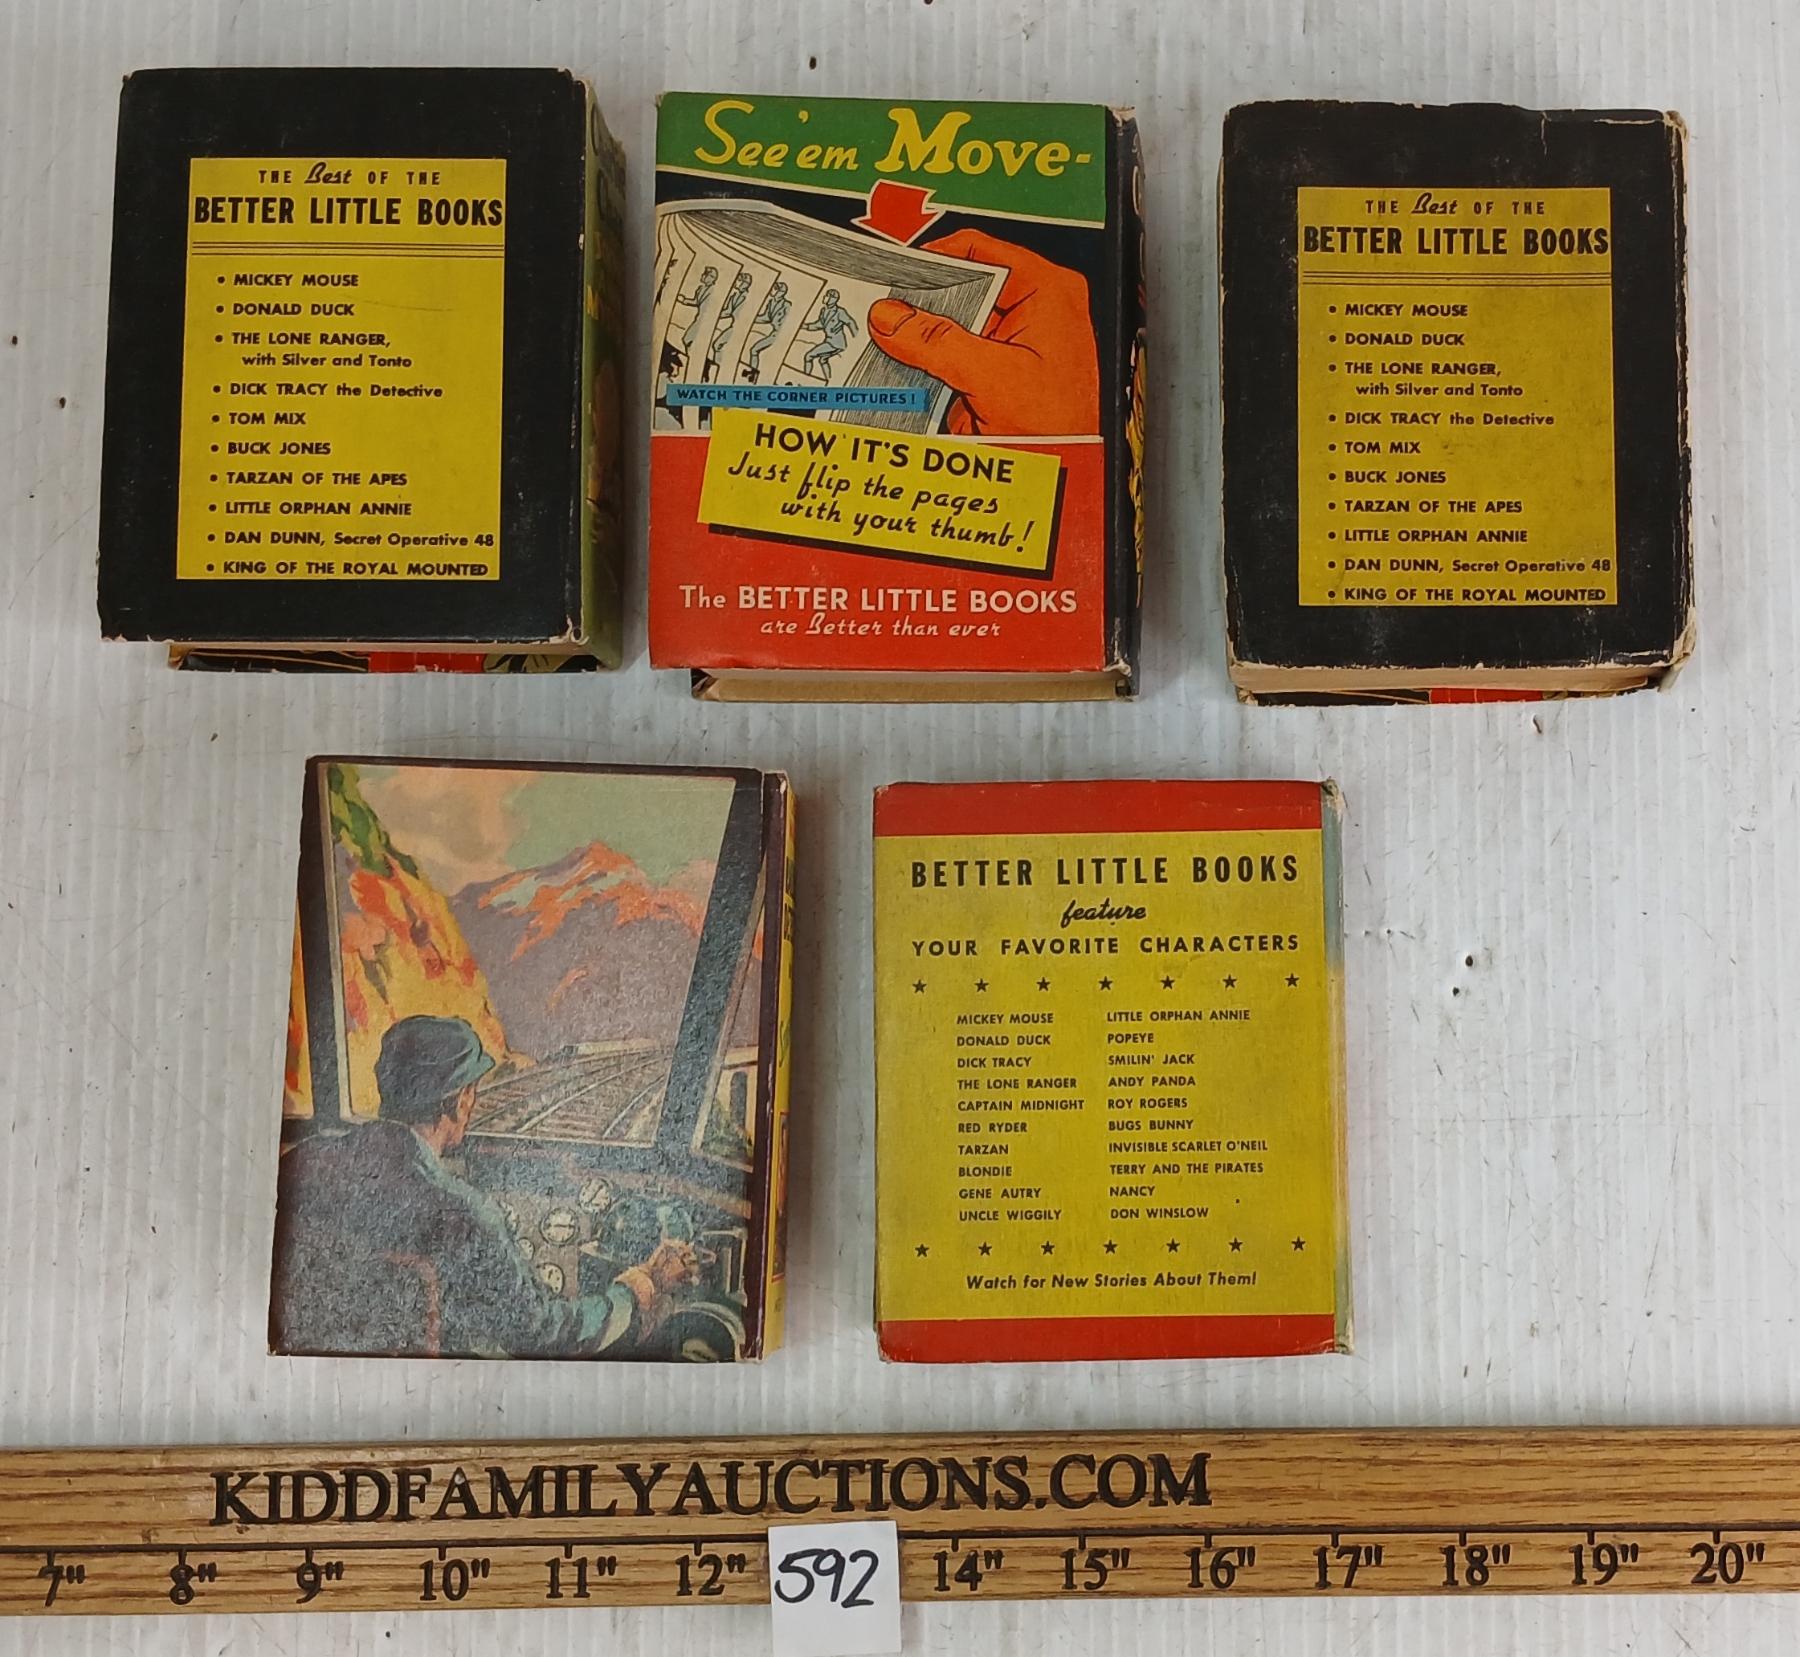 THE Best OF THE
BETTER LITTLE BOOKS
• MICKEY MOUSE
• DONALD DUCK
• THE LONE RANGER,
with Silver and Tonto
• DICK TRACY the Detective
• TOM MIX
• BUCK JONES
• TARZAN OF THE APES
• LITTLE ORPHAN ANNIE
• DAN DUNN, Secret Operative 48
• KING OF THE ROYAL MOUNTED
See 'em Move-
WATCH THE CORNER PICTURES!
HOW IT'S DONE
Just flip the pages
with your thumb!
The BETTER LITTLE BOOKS
are Better than ever
THE Best OF THE
BETTER LITTLE BOOKS
• MICKEY MOUSE
• DONALD DUCK
• THE LONE RANGER,
with Silver and Tonto
• DICK TRACY the Detective
• TOM MIX
• BUCK JONES
• TARZAN OF THE APES
• LITTLE ORPHAN ANNIE
• DAN DUNN, Secret Operative 48
• KING OF THE ROYAL MOUNTED
BETTER LITTLE BOOKS
feature
YOUR FAVORITE CHARACTERS
★ ★ ★ ★ ★ ★ ★
MICKEY MOUSE
DONALD DUCK
DICK TRACY
THE LONE RANGER
CAPTAIN MIDNIGHT
RED RYDER
TARZAN
BLONDIE
GENE AUTRY
UNCLE WIGGILY
LITTLE ORPHAN ANNIE
POPEYE
SMILIN' JACK
ANDY PANDA
ROY ROGERS
BUGS BUNNY
INVISIBLE SCARLET O'NEIL
TERRY AND THE PIRATES
NANCY
DON WINSLOW
★ ★ ★ ★ ★ ★ ★
Watch for New Stories About Them!
KIDDFAMILYAUCTIONS.COM
7" 8" 9" 10" 11" 12" 592 14" 15" 16" 17" 18" 19" 20"